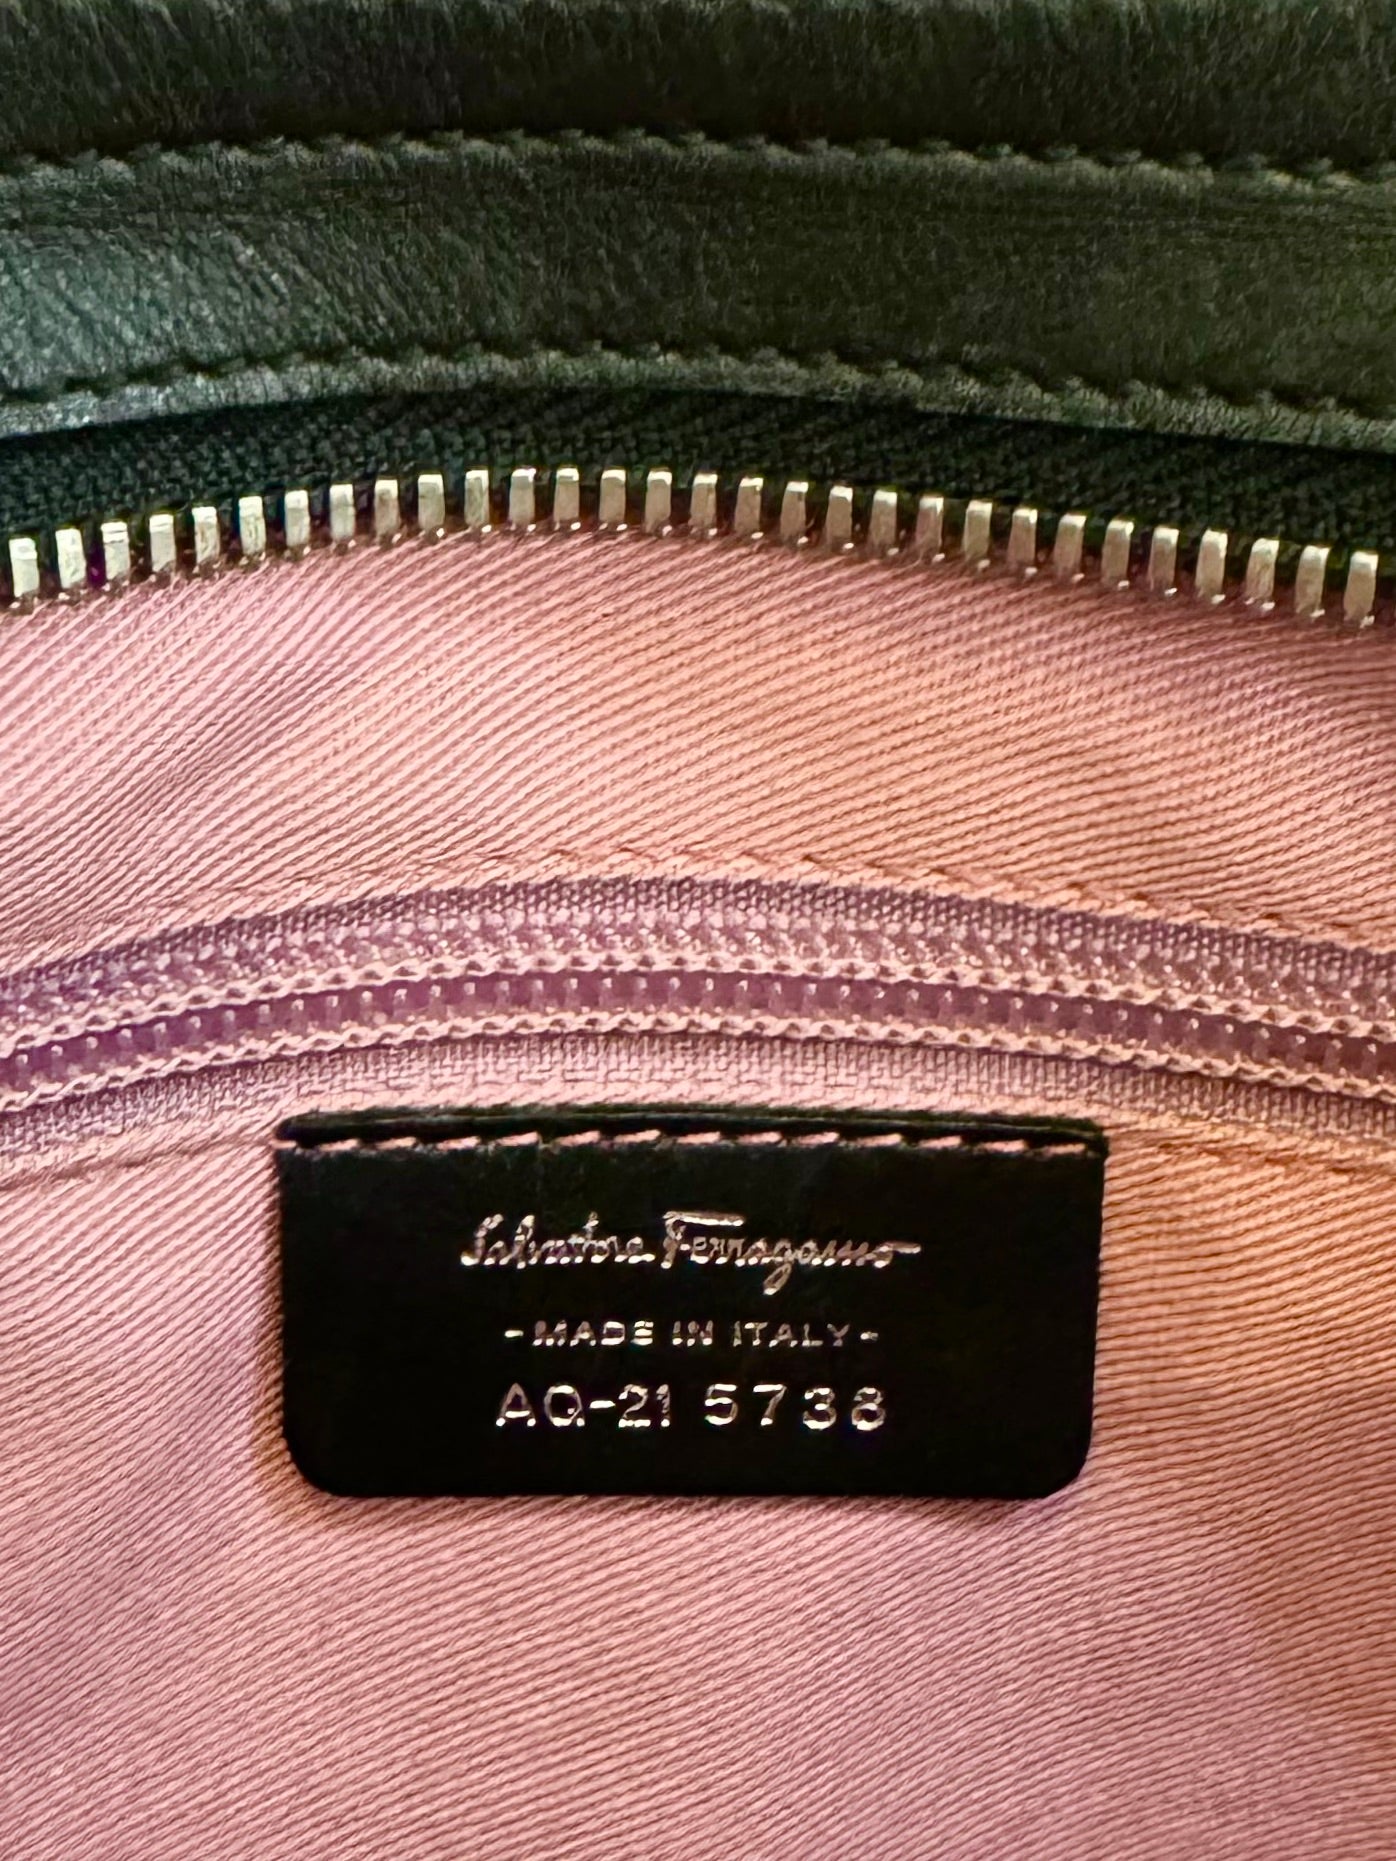 Salvatore Ferragamo
-MADE IN ITALY-
AQ-21 5738